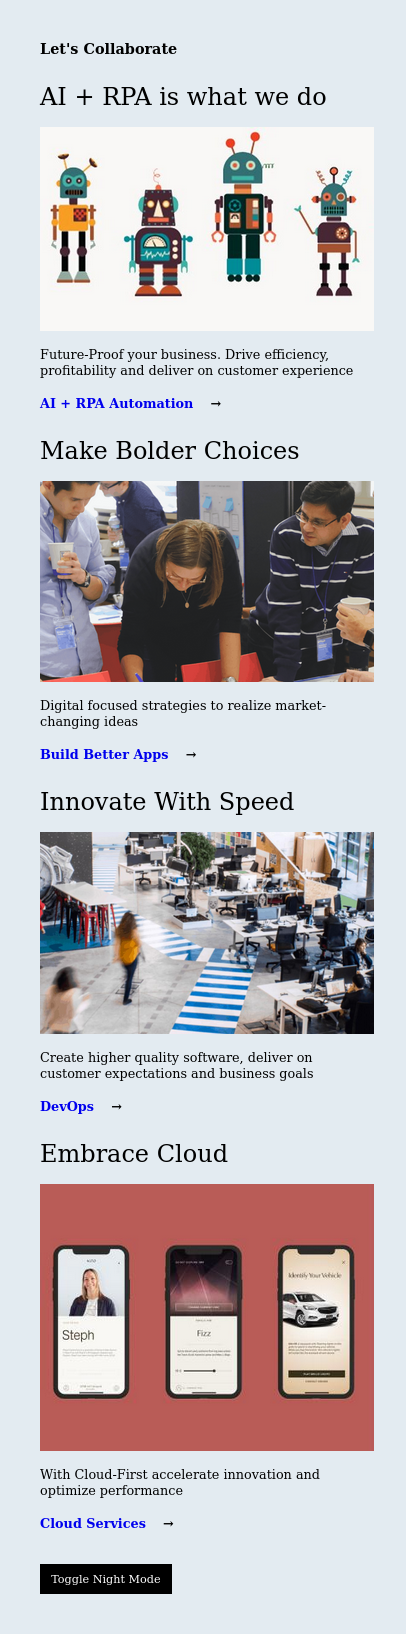 Let's Collaborate
AI + RPA is what we do
Future-Proof your business. Drive efficiency,
profitability and deliver on customer experience
AI + RPA Automation →
Make Bolder Choices
Digital focused strategies to realize market-
changing ideas
Build Better Apps →
Innovate With Speed
Create higher quality software, deliver on
customer expectations and business goals
DevOps →
Embrace Cloud
Steph
Fizz
Identify Your Vehicle
With Cloud-First accelerate innovation and
optimize performance
Cloud Services →
Toggle Night Mode